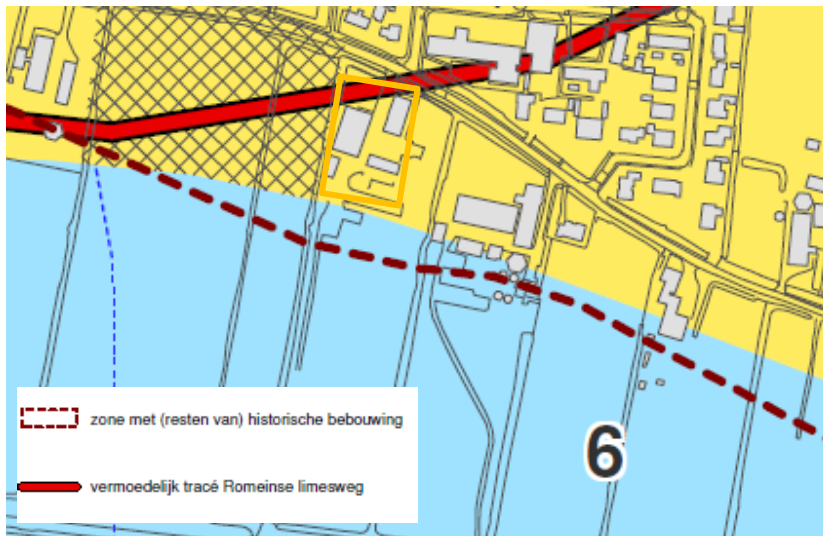 6
zone met (resten van) historische bebouwing
vermoedelijk tracé Romeinse limesweg